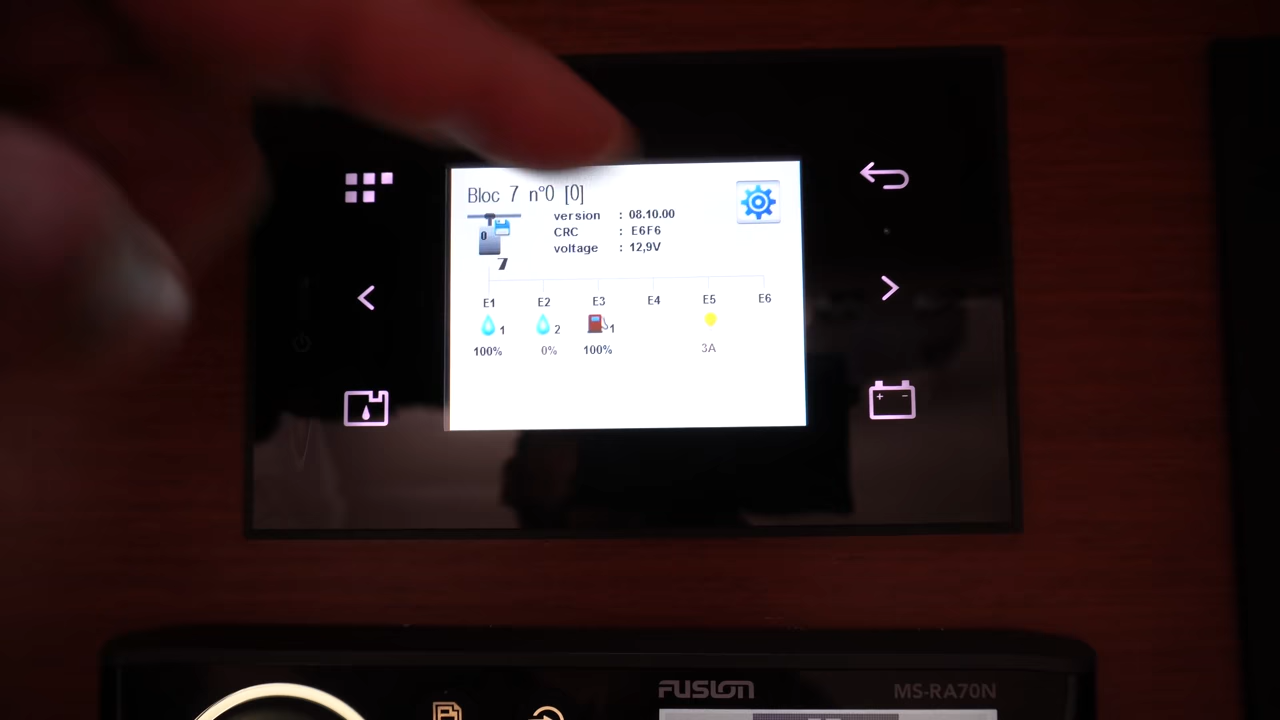 Bloc 7 n°0 [0]
version : 08.10.00
CRC : E6F6
voltage : 12,9V
0
7
E1 E2 E3 E4 E5 E6
1 2 1
100% 0% 100% 3A
+ -
FUSION MS-RA70N